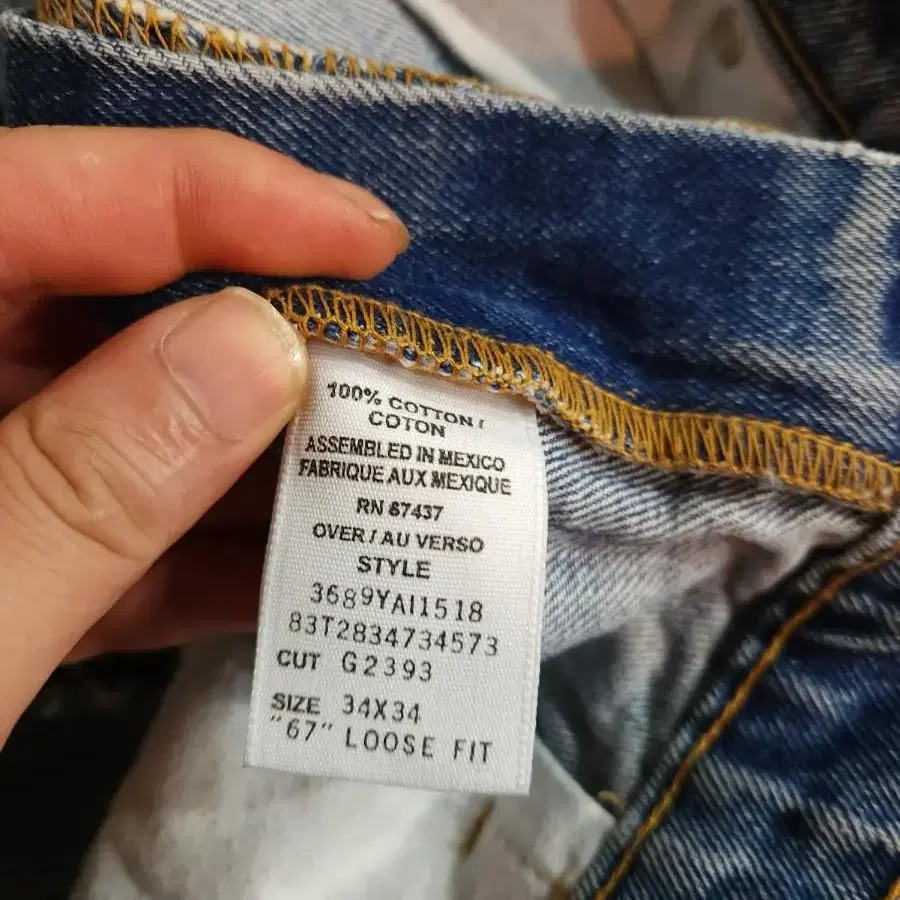 100% COTTON /
COTON
ASSEMBLED IN MEXICO
FABRIQUE AUX MEXIQUE
RN 67437
OVER / AU VERSO
STYLE
3689YAI1518
83T2834734573
CUT G2393
SIZE 34X34
"67" LOOSE FIT